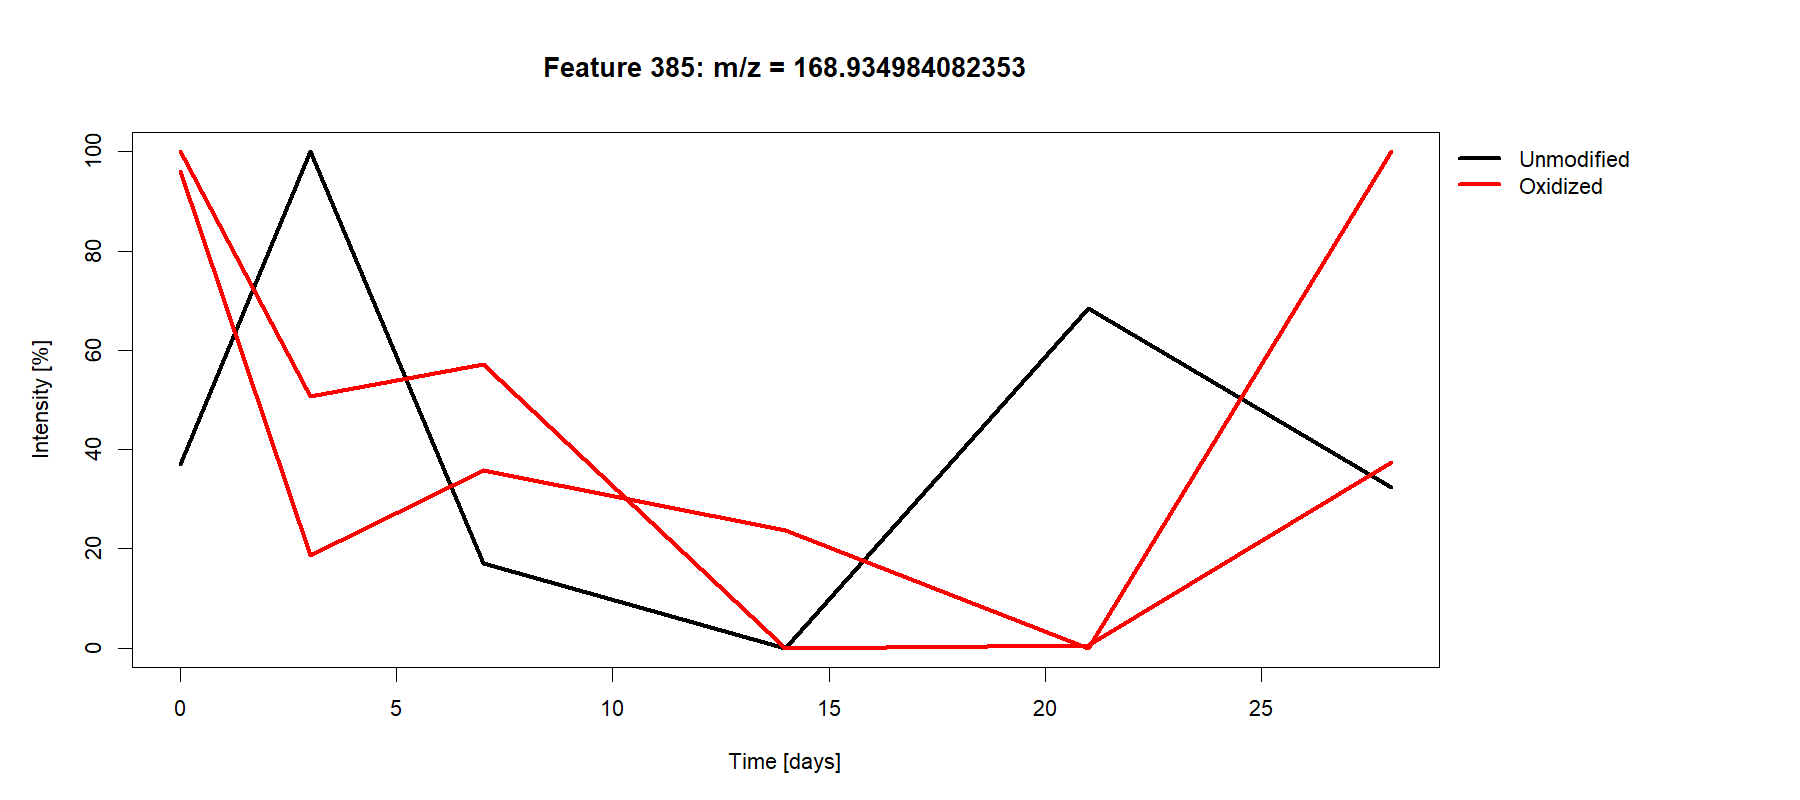 Feature 385: m/z = 168.934984082353
Unmodified
Oxidized
Intensity [%]
100
80
60
40
20
0
0 5 10 15 20 25
Time [days]